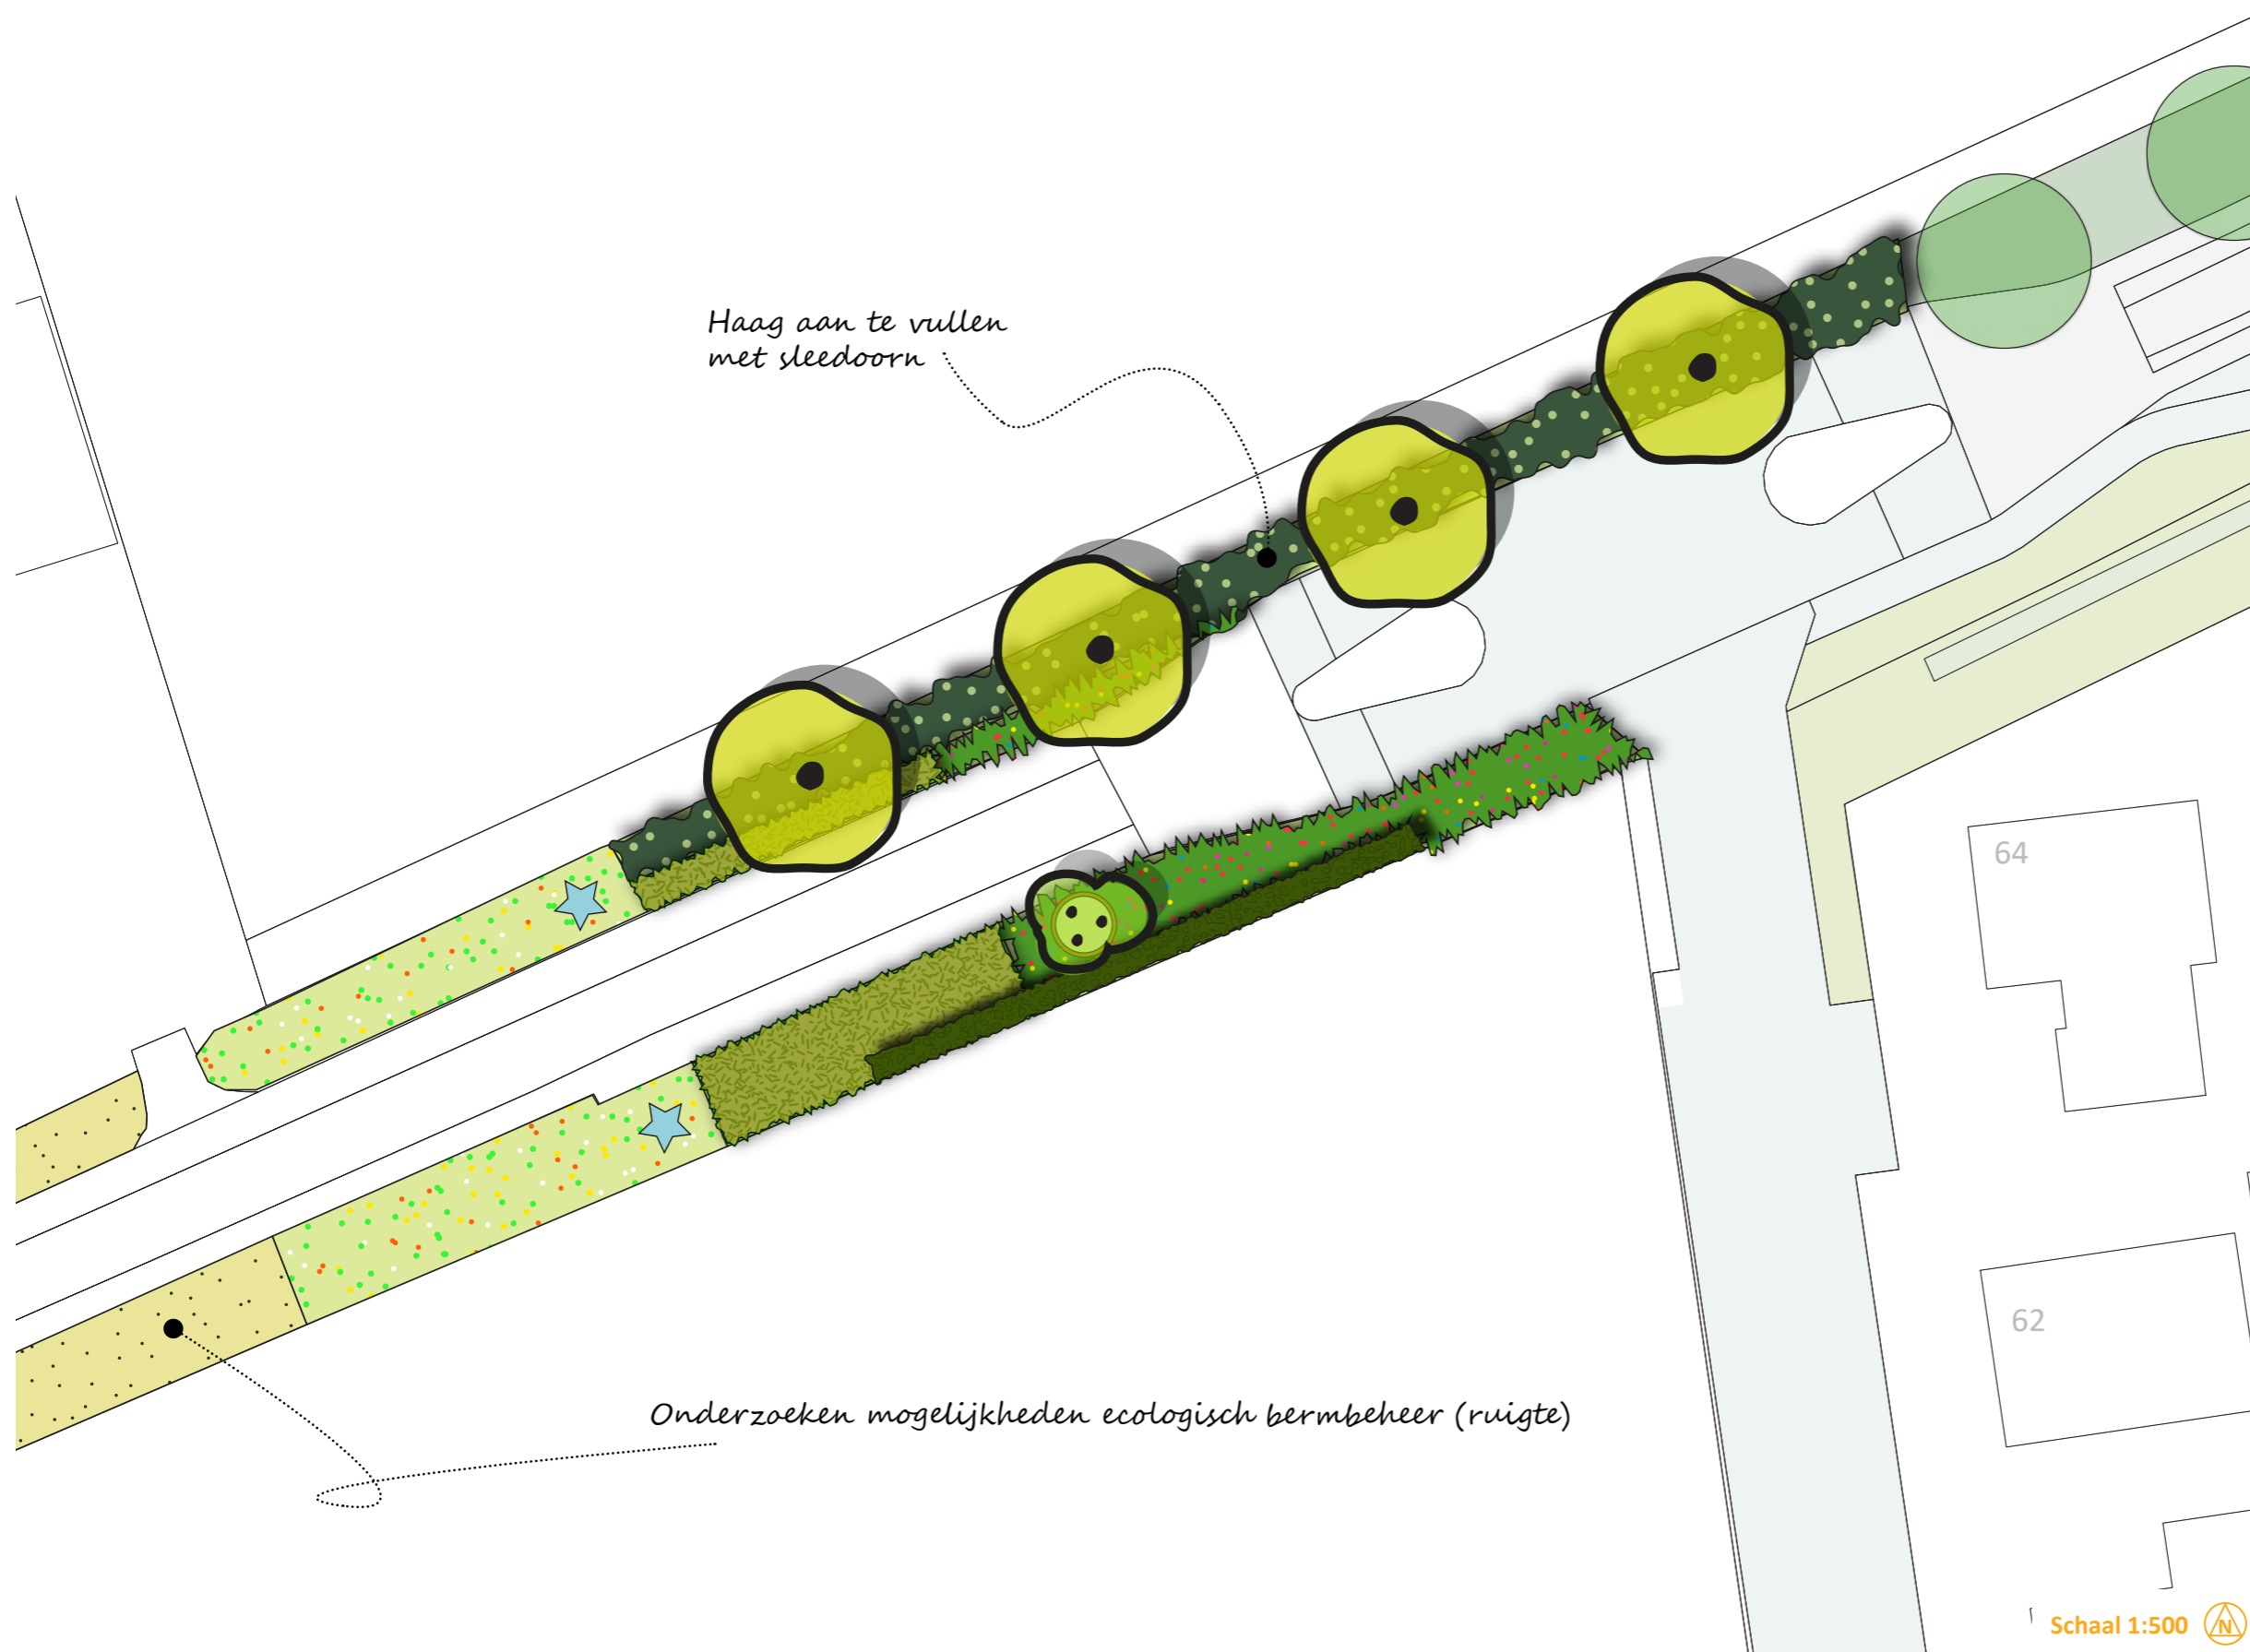 Haag aan te vullen
met sleedoorn
64
62
Onderzoeken mogelijkheden ecologisch bermbeheer (ruigte)
Schaal 1:500 N